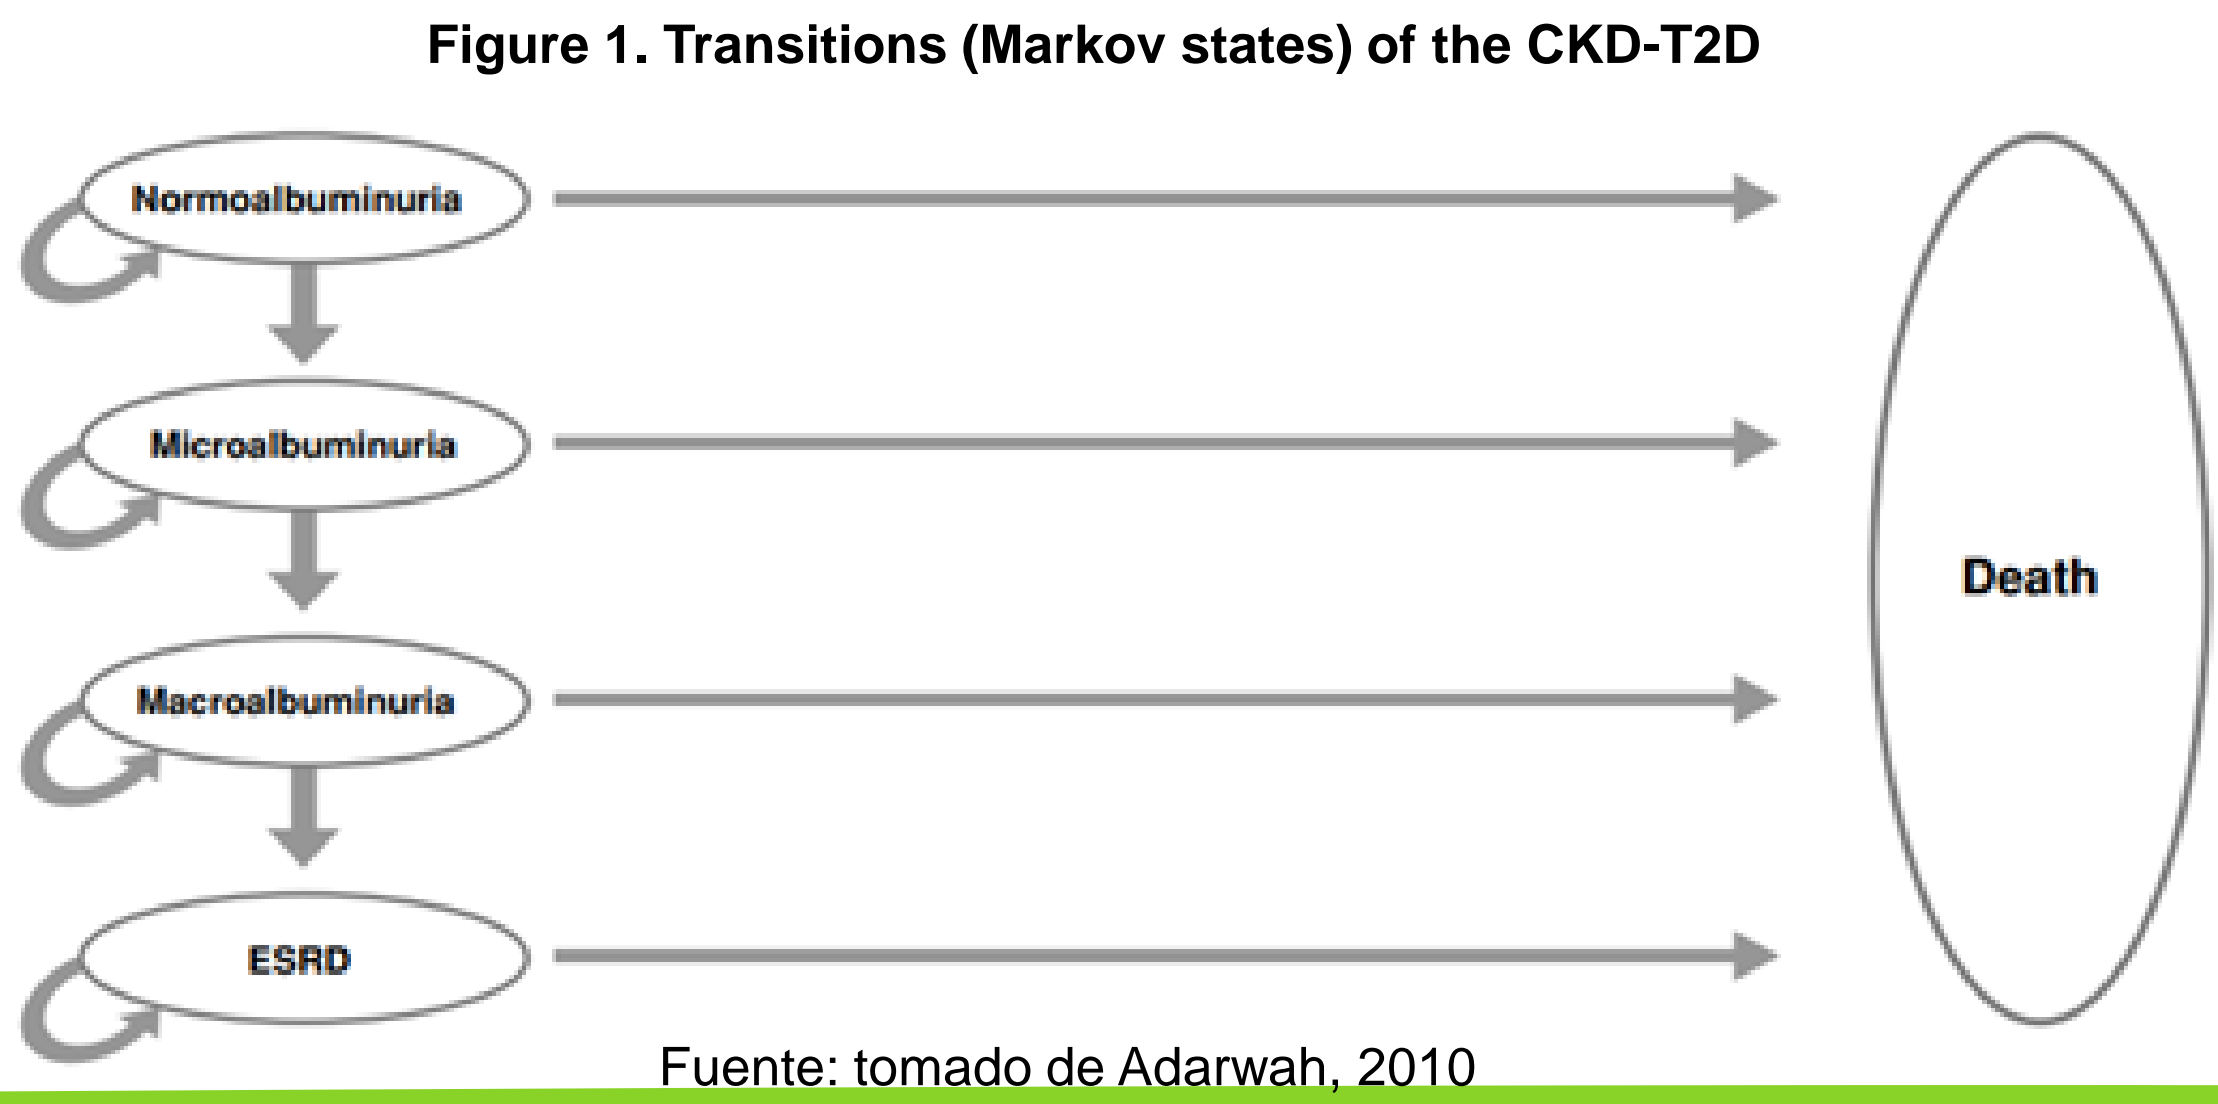 Figure 1. Transitions (Markov states) of the CKD-T2D
Normoalbuminuria
Microalbuminuria
Macroalbuminuria
Death
ESRD
Fuente: tomado de Adarwah, 2010